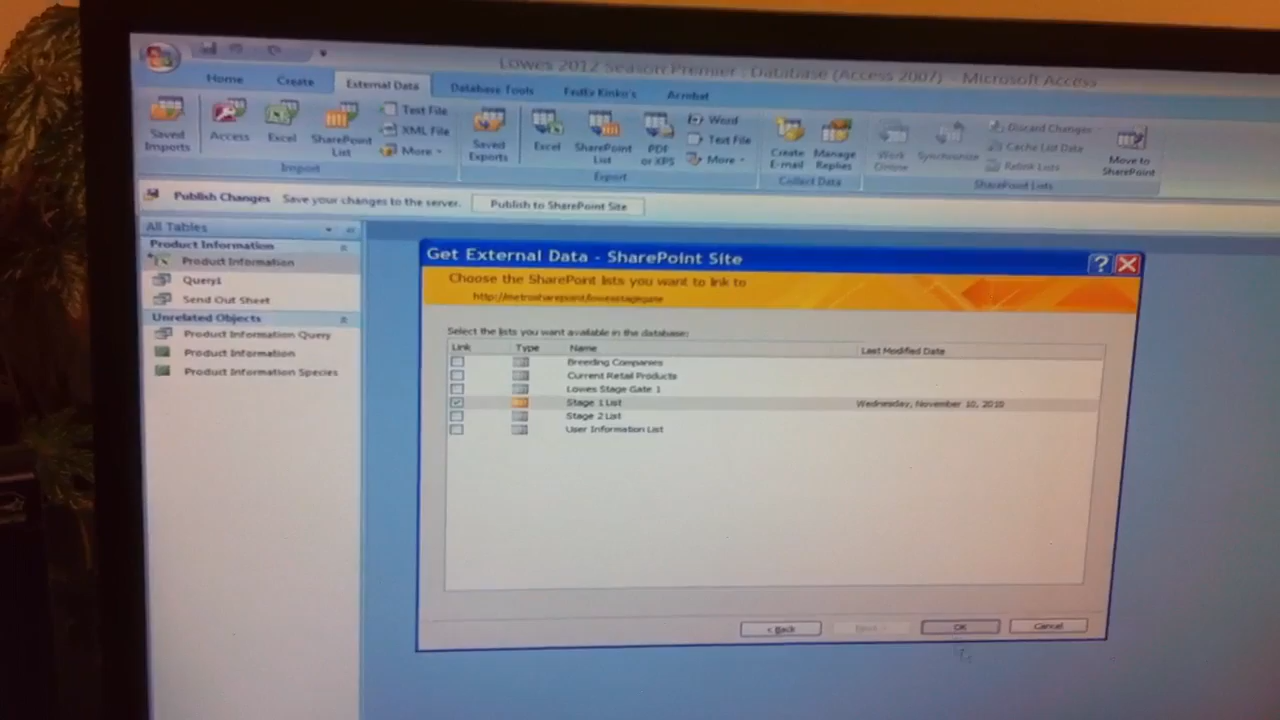 Lowes 2012 Season Premier : Database (Access 2007) - Microsoft Access
Home Create External Data Database Tools Acrobat
Saved Imports
Access
Excel
SharePoint List
Text File
XML File
More
Import
Saved Exports
Excel
SharePoint List
PDF or XPS
Word
Text File
More
Export
Create E-mail
Manage Replies
Collect Data
Work Online
Synchronize
Discard Changes
Cache List Data
Relink Lists
Move to SharePoint
SharePoint Lists
Publish Changes Save your changes to the server. Publish to SharePoint Site
All Tables
Product Information
Product Information
Query1
Send Out Sheet
Unrelated Objects
Product Information Query
Product Information
Product Information Species
Get External Data - SharePoint Site
Choose the SharePoint lists you want to link to
Select the lists you want available in the database:
Link Type Name Last Modified Date
Breeding Companies
Current Retail Products
Lowes Stage Gate 1
Stage 1 List Wednesday, November 10, 2010
Stage 2 List
User Information List
< Back Next > OK Cancel